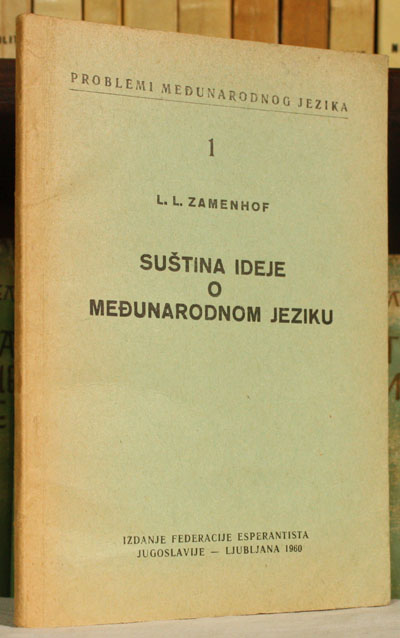 PROBLEMI MEĐUNARODNOG JEZIKA
1
L. L. ZAMENHOF
SUŠTINA IDEJE
O
MEĐUNARODNOM JEZIKU
IZDANJE FEDERACIJE ESPERANTISTA
JUGOSLAVIJE — LJUBLJANA 1960